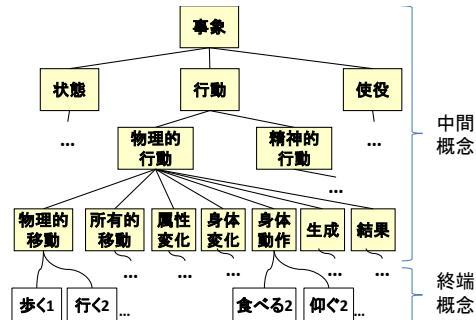 事象
状態
行動
使役
…
…
物理的
行動
精神的
行動
…
中間
概念
物理的
移動
所有的
移動
属性
変化
身体
変化
身体
動作
生成
結果
…
…
…
…
…
終端
概念
歩く1
行く2
…
食べる2
仰ぐ2
…